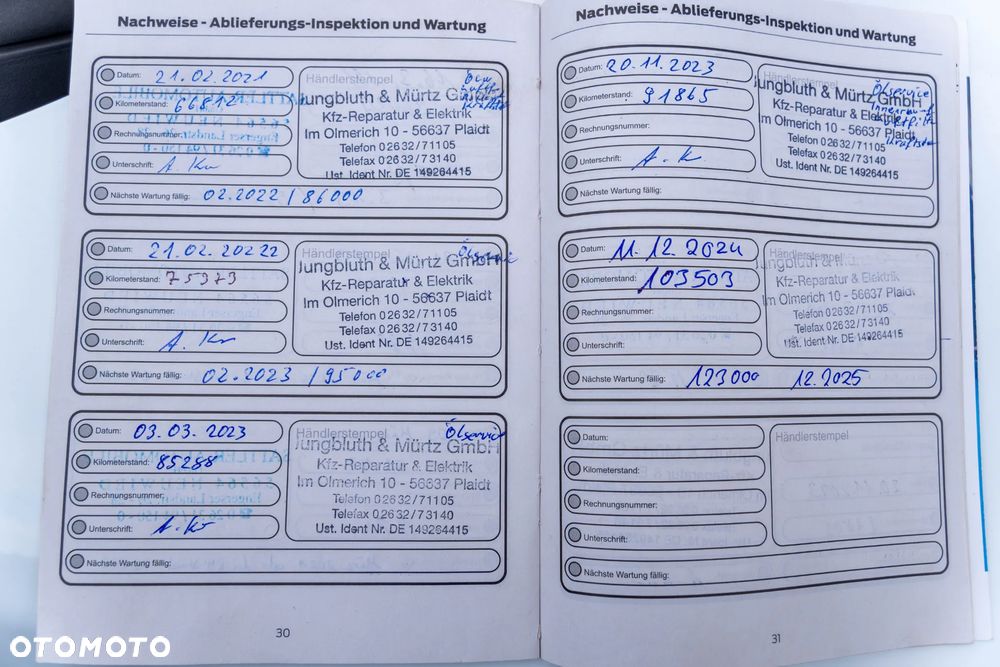 Nachweise - Ablieferungs-Inspektion und Wartung
Datum: 21.02.2021
Kilometerstand: 66812
Rechnungsnummer:
Unterschrift: A. Kr
Nächste Wartung fällig: 02.2022 / 86000
Händlerstempel
Jungbluth & Mürtz GmbH
Kfz-Reparatur & Elektrik
Im Olmerich 10 - 56637 Plaidt
Telefon 02632/71105
Telefax 02632/73140
Ust. Ident Nr. DE 149264415
Datum: 21.02.20222
Kilometerstand: 75973
Rechnungsnummer:
Unterschrift: A. Kr
Nächste Wartung fällig: 02.2023 / 95000
Händlerstempel Ölservice
Jungbluth & Mürtz GmbH
Kfz-Reparatur & Elektrik
Im Olmerich 10 - 56637 Plaidt
Telefon 02632/71105
Telefax 02632/73140
Ust. Ident Nr. DE 149264415
Datum: 03.03.2023
Kilometerstand: 85288
Rechnungsnummer:
Unterschrift: A. Kr
Nächste Wartung fällig:
Händlerstempel Ölservice
Jungbluth & Mürtz GmbH
Kfz-Reparatur & Elektrik
Im Olmerich 10 - 56637 Plaidt
Telefon 02632/71105
Telefax 02632/73140
Ust. Ident Nr. DE 149264415
30
Nachweise - Ablieferungs-Inspektion und Wartung
Datum: 20.11.2023
Kilometerstand: 91865
Rechnungsnummer:
Unterschrift: A. K
Nächste Wartung fällig:
Händlerstempel Ölservice
Jungbluth & Mürtz GmbH
Kfz-Reparatur & Elektrik
Im Olmerich 10 - 56637 Plaidt
Telefon 02632/71105
Telefax 02632/73140
Ust. Ident Nr. DE 149264415
Datum: 11.12.2024
Kilometerstand: 103503
Rechnungsnummer:
Unterschrift:
Nächste Wartung fällig: 123000 12.2025
Händlerstempel
Jungbluth &
Kfz-Reparatur & Elektrik
Im Olmerich 10 - 56637 Plaidt
Telefon 02632/71105
Telefax 02632/73140
Ust. Ident Nr. DE 149264415
Datum:
Kilometerstand:
Rechnungsnummer:
Unterschrift:
Nächste Wartung fällig:
Händlerstempel
31
OTOMOTO